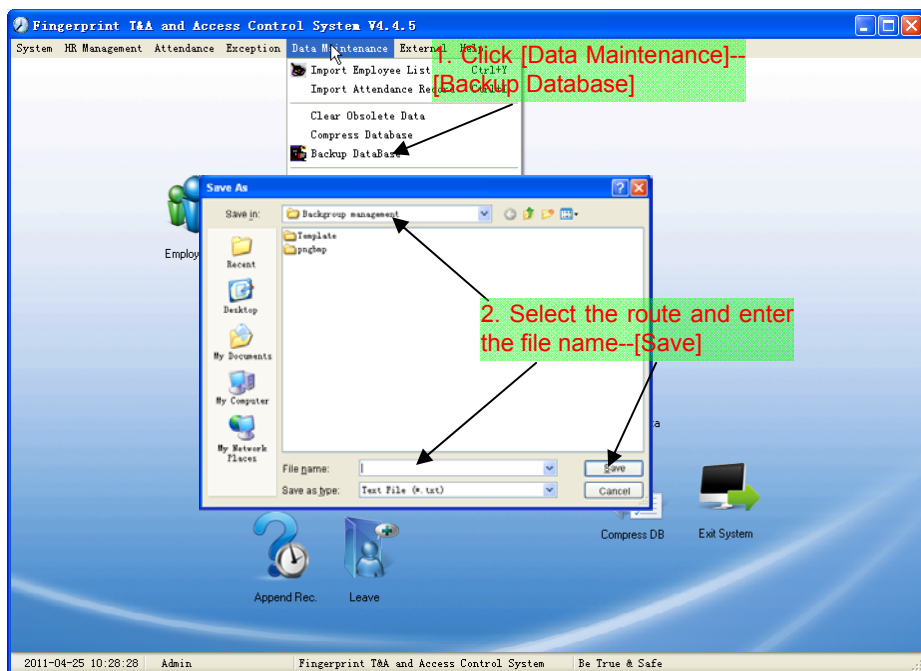 Fingerprint T&A and Access Control System V4.4.5
System HR Management Attendance Exception Data Maintenance External Help
1. Click [Data Maintenance]--
[Backup Database]
Import Employee List Ctrl+Y
Import Attendance Record
Clear Obsolete Data
Compress Database
Backup DataBase
Save As
Save in: Backgroup management
Template
pngbmp
Recent
Desktop
My Documents
My Computer
My Network
Places
2. Select the route and enter
the file name--[Save]
File name: Save
Save as type: Text File (*.txt) Cancel
Compress DB Exit System
Append Rec. Leave
2011-04-25 10:28:28 Admin Fingerprint T&A and Access Control System Be True & Safe